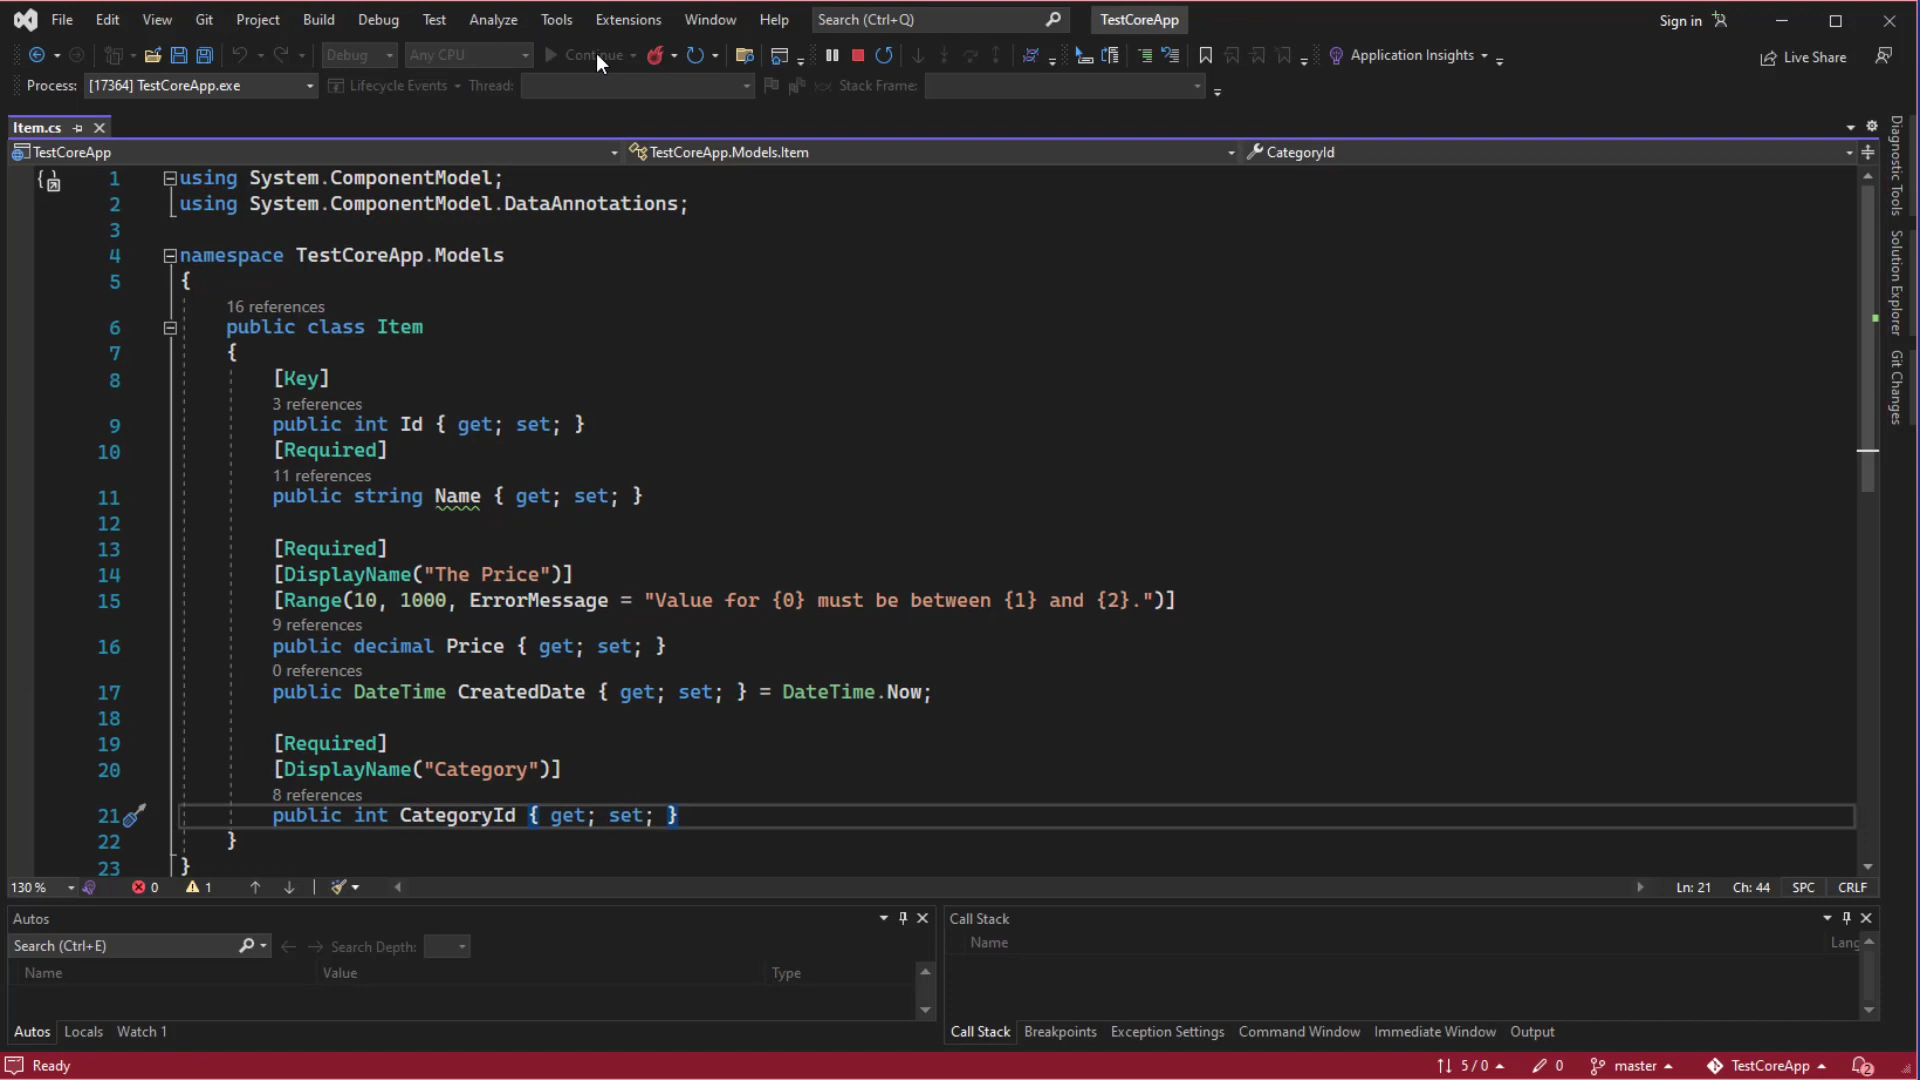 File Edit View Git Project Build Debug Test Analyze Tools Extensions Window Help Search (Ctrl+Q) TestCoreApp Sign in
Debug Any CPU Continue Application Insights Live Share
Process: [17364] TestCoreApp.exe Lifecycle Events Thread: Stack Frame:
Item.cs
TestCoreApp TestCoreApp.Models.Item CategoryId
1 using System.ComponentModel;
2 using System.ComponentModel.DataAnnotations;
3
4 namespace TestCoreApp.Models
5 {
16 references
6 public class Item
7 {
8 [Key]
3 references
9 public int Id { get; set; }
10 [Required]
11 references
11 public string Name { get; set; }
12
13 [Required]
14 [DisplayName("The Price")]
15 [Range(10, 1000, ErrorMessage = "Value for {0} must be between {1} and {2}.")]
9 references
16 public decimal Price { get; set; }
0 references
17 public DateTime CreatedDate { get; set; } = DateTime.Now;
18
19 [Required]
20 [DisplayName("Category")]
8 references
21 public int CategoryId { get; set; }
22 }
23 }
Diagnostic Tools
Solution Explorer
Git Changes
130 % 0 1 Ln: 21 Ch: 44 SPC CRLF
Autos
Search (Ctrl+E) Search Depth:
Name Value Type
Autos Locals Watch 1
Call Stack
Name Lang
Call Stack Breakpoints Exception Settings Command Window Immediate Window Output
Ready 5 / 0 0 master TestCoreApp 2